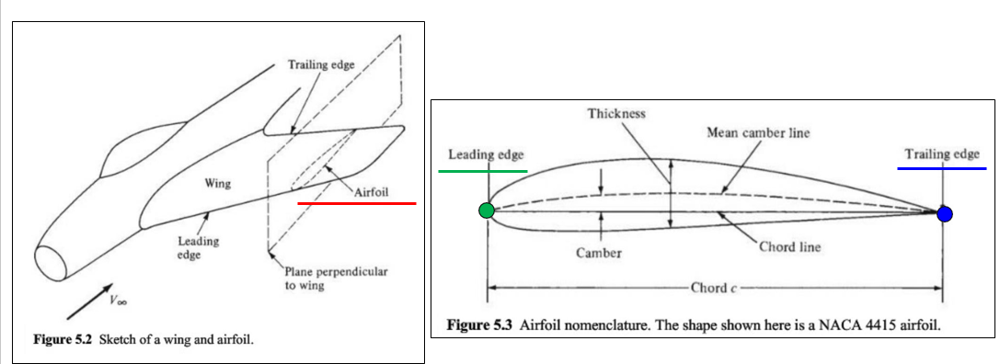 Trailing edge
Wing
Airfoil
Leading
edge
Plane perpendicular
to wing
V∞
Figure 5.2 Sketch of a wing and airfoil.
Thickness
Mean camber line
Leading edge
Trailing edge
Camber
Chord line
Chord c
Figure 5.3 Airfoil nomenclature. The shape shown here is a NACA 4415 airfoil.